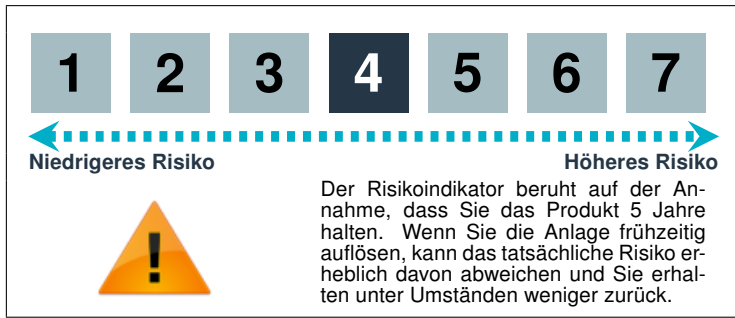 1 2 3 4 5 6 7
Niedrigeres Risiko Höheres Risiko
Der Risikoindikator beruht auf der An-
nahme, dass Sie das Produkt 5 Jahre
halten. Wenn Sie die Anlage frühzeitig
auflösen, kann das tatsächliche Risiko er-
heblich davon abweichen und Sie erhal-
ten unter Umständen weniger zurück.